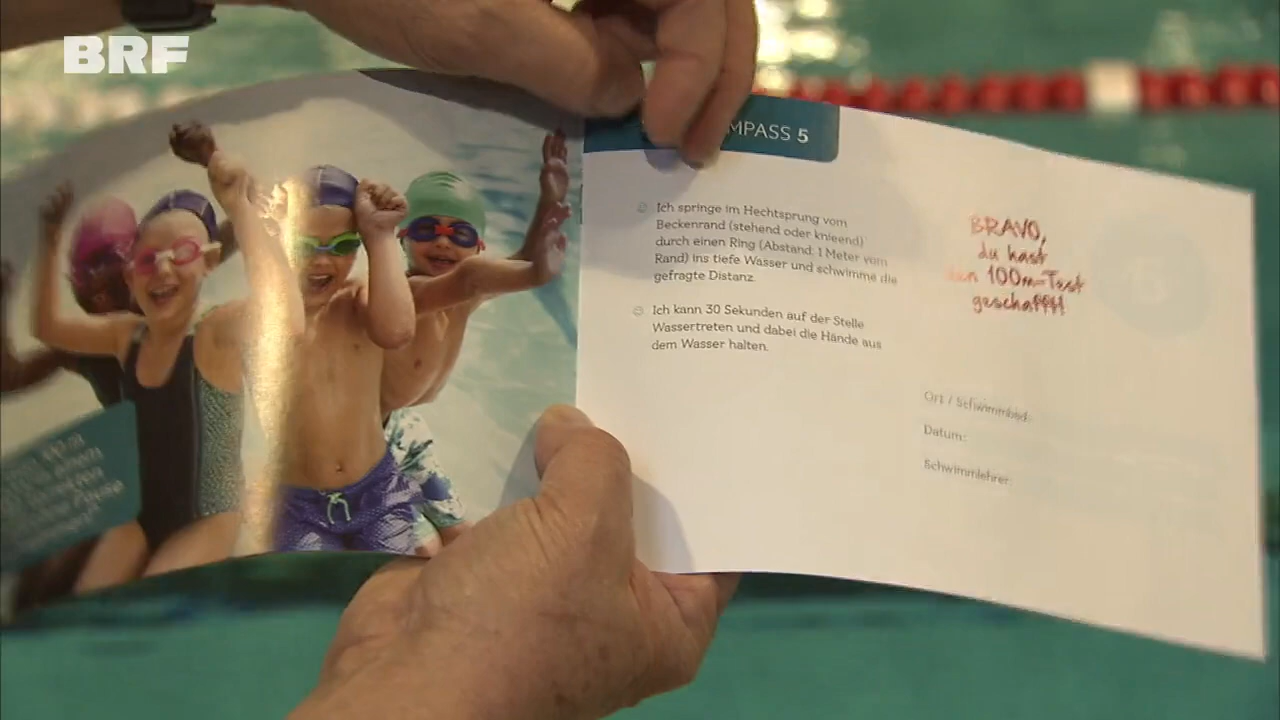 BRF
MPASS 5
Ich springe im Hechtsprung vom
Beckenrand (stehend oder knieend)
durch einen Ring (Abstand: 1 Meter vom
Rand) ins tiefe Wasser und schwimme die
gefragte Distanz.
Ich kann 30 Sekunden auf der Stelle
Wassertreten und dabei die Hände aus
dem Wasser halten.
BRAVO,
du hast
den 100m-Test
geschafft!
Ort / Schwimmbad:
Datum:
Schwimmlehrer: